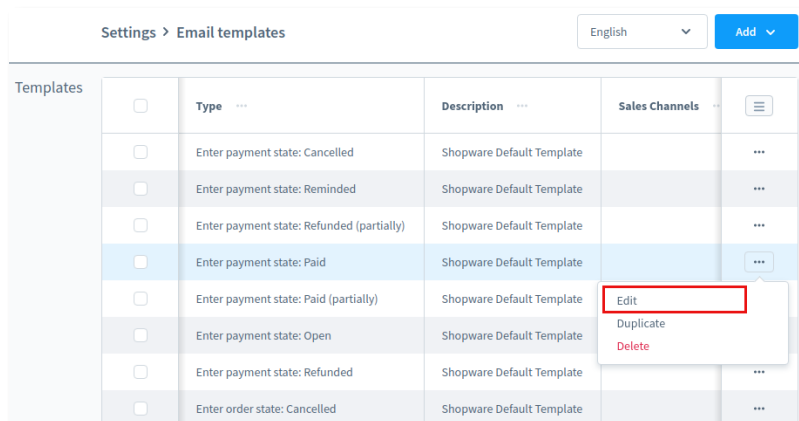 Settings > Email templates English Add
Templates
Type ... Description ... Sales Channels ...
Enter payment state: Cancelled Shopware Default Template ...
Enter payment state: Reminded Shopware Default Template ...
Enter payment state: Refunded (partially) Shopware Default Template ...
Enter payment state: Paid Shopware Default Template ...
Enter payment state: Paid (partially) Shopware Default Template
Edit
Duplicate
Enter payment state: Open Shopware Default Template
Delete
Enter payment state: Refunded Shopware Default Template ...
Enter order state: Cancelled Shopware Default Template ...